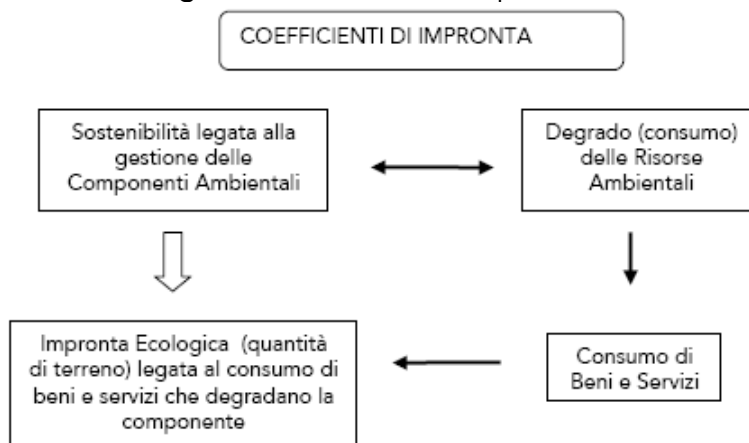 COEFFICIENTI DI IMPRONTA
Sostenibilità legata alla
gestione delle
Componenti Ambientali
Degrado (consumo)
delle Risorse
Ambientali
Impronta Ecologica (quantità
di terreno) legata al consumo di
beni e servizi che degradano la
componente
Consumo di
Beni e Servizi